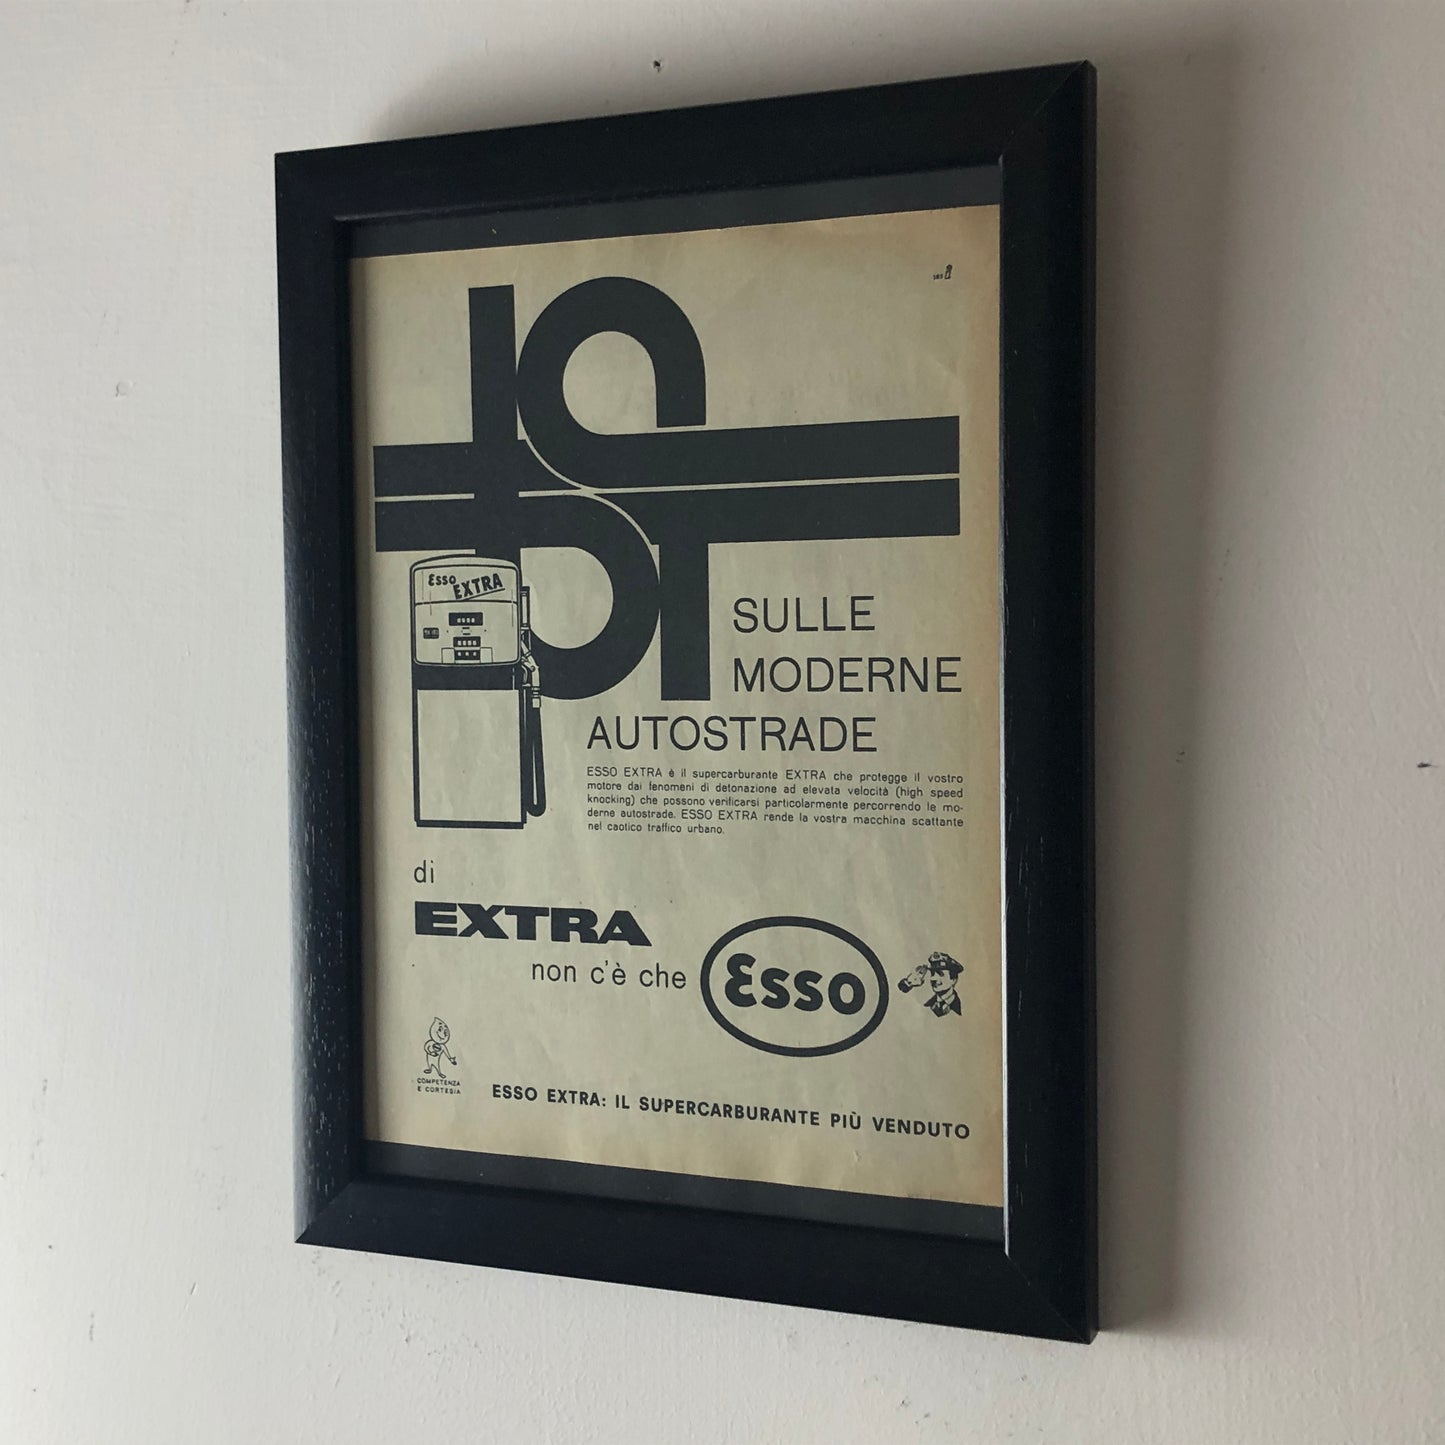 Esso
EXTRA
SULLE
MODERNE
AUTOSTRADE
ESSO EXTRA è il supercarburante EXTRA che protegge il vostro
motore dai fenomeni di detonazione ad elevata velocità (high speed
knocking) che possono verificarsi particolarmente percorrendo le mo-
derne autostrade. ESSO EXTRA rende la vostra macchina scattante
nel caotico traffico urbano.
di
EXTRA
non c'è che
Esso
COMPETENZA
E CORTESIA
ESSO EXTRA: IL SUPERCARBURANTE PIÙ VENDUTO